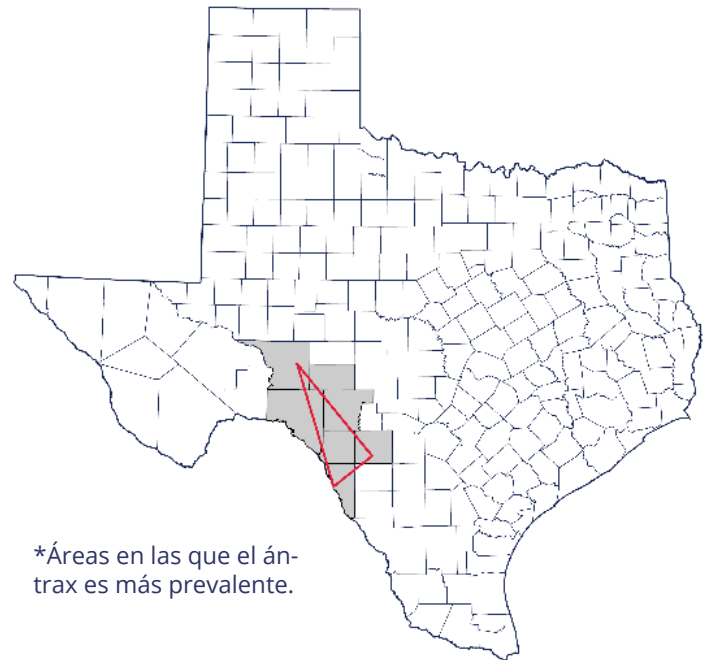 *Áreas en las que el án-
trax es más prevalente.